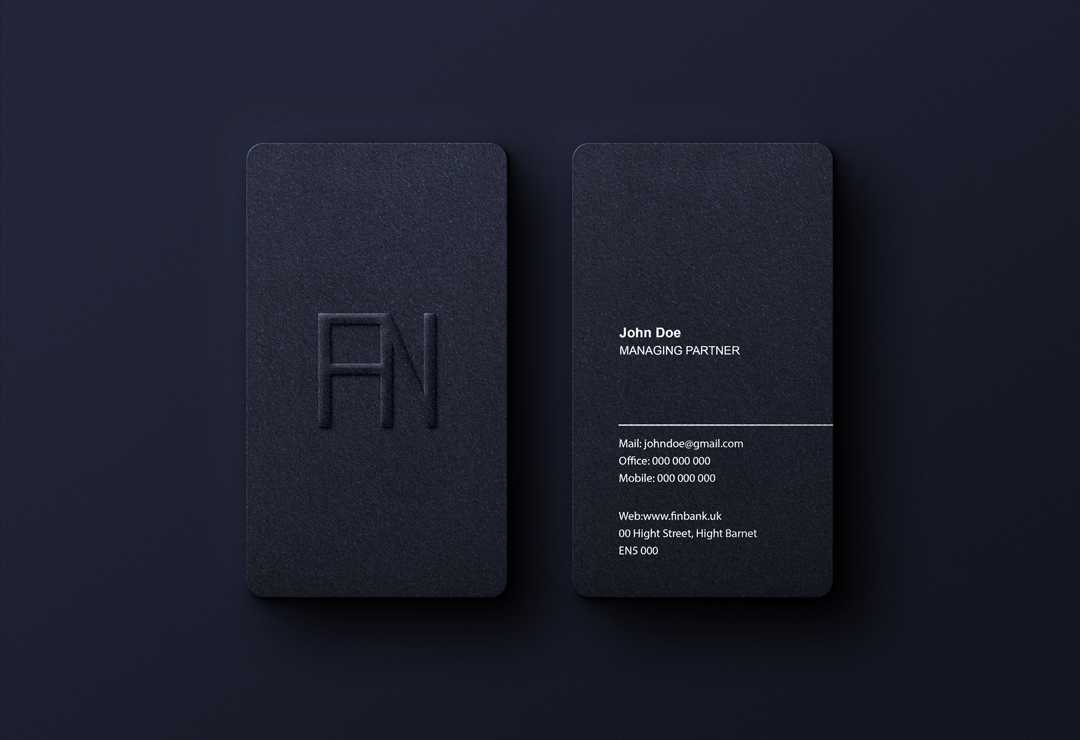 FN
John Doe
MANAGING PARTNER
Mail: johndoe@gmail.com
Office: 000 000 000
Mobile: 000 000 000
Web:www.finbank.uk
00 Hight Street, Hight Barnet
EN5 000